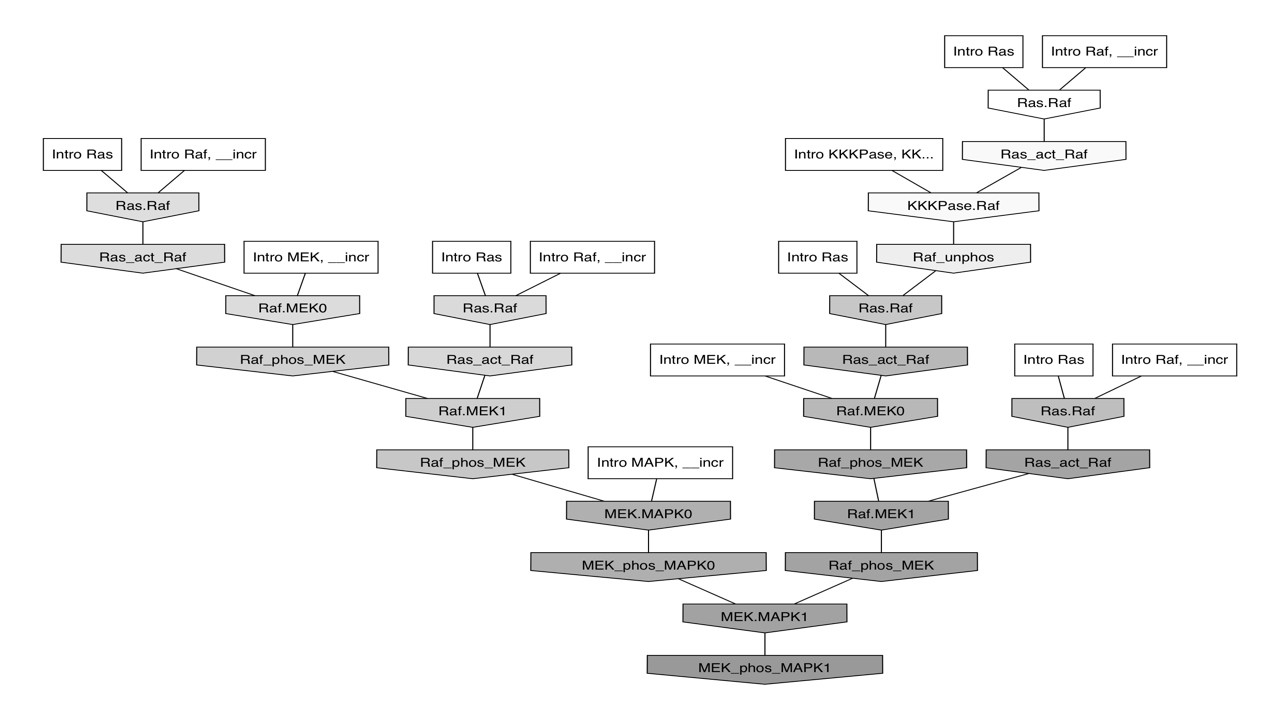 Intro Ras
Intro Raf, __incr
Ras.Raf
Intro Ras
Intro Raf, __incr
Intro KKKPase, KK...
Ras_act_Raf
Ras.Raf
KKKPase.Raf
Ras_act_Raf
Intro MEK, __incr
Intro Ras
Intro Raf, __incr
Intro Ras
Raf_unphos
Raf.MEK0
Ras.Raf
Ras.Raf
Raf_phos_MEK
Ras_act_Raf
Intro MEK, __incr
Ras_act_Raf
Intro Ras
Intro Raf, __incr
Raf.MEK1
Raf.MEK0
Ras.Raf
Raf_phos_MEK
Intro MAPK, __incr
Raf_phos_MEK
Ras_act_Raf
MEK.MAPK0
Raf.MEK1
MEK_phos_MAPK0
Raf_phos_MEK
MEK.MAPK1
MEK_phos_MAPK1